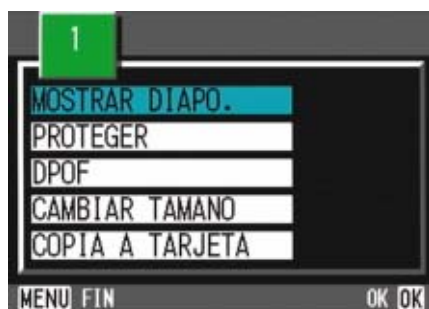 1
MOSTRAR DIAPO.
PROTEGER
DPOF
CAMBIAR TAMANO
COPIA A TARJETA
MENU FIN OK OK